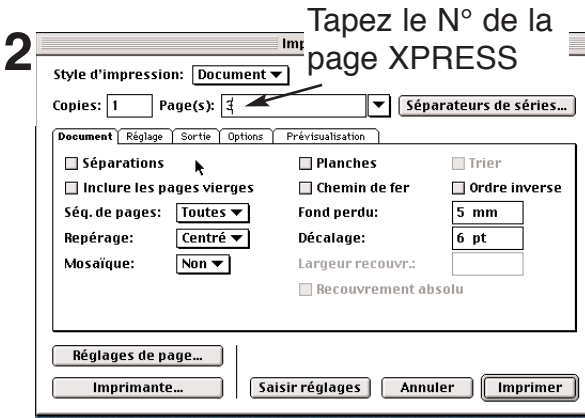 2
Tapez le N° de la
page XPRESS
Imp
Style d'impression: Document
Copies: 1 Page(s): 3 Séparateurs de séries...
Document Réglage Sortie Options Prévisualisation
Séparations Planches Trier
Inclure les pages vierges Chemin de fer Ordre inverse
Séq. de pages: Toutes Fond perdu: 5 mm
Repérage: Centré Décalage: 6 pt
Mosaïque: Non Largeur recouvr.:
Recouvrement absolu
Réglages de page...
Imprimante... Saisir réglages Annuler Imprimer